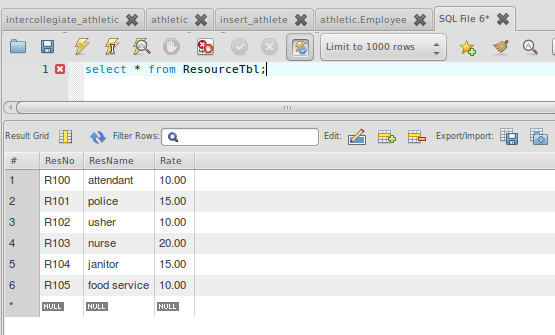 intercollegiate_athletic athletic insert_athlete athletic.Employee SQL File 6*
Limit to 1000 rows
1 select * from ResourceTbl;
Result Grid Filter Rows: Edit: Export/Import:
# ResNo ResName Rate
1 R100 attendant 10.00
2 R101 police 15.00
3 R102 usher 10.00
4 R103 nurse 20.00
5 R104 janitor 15.00
6 R105 food service 10.00
* NULL NULL NULL